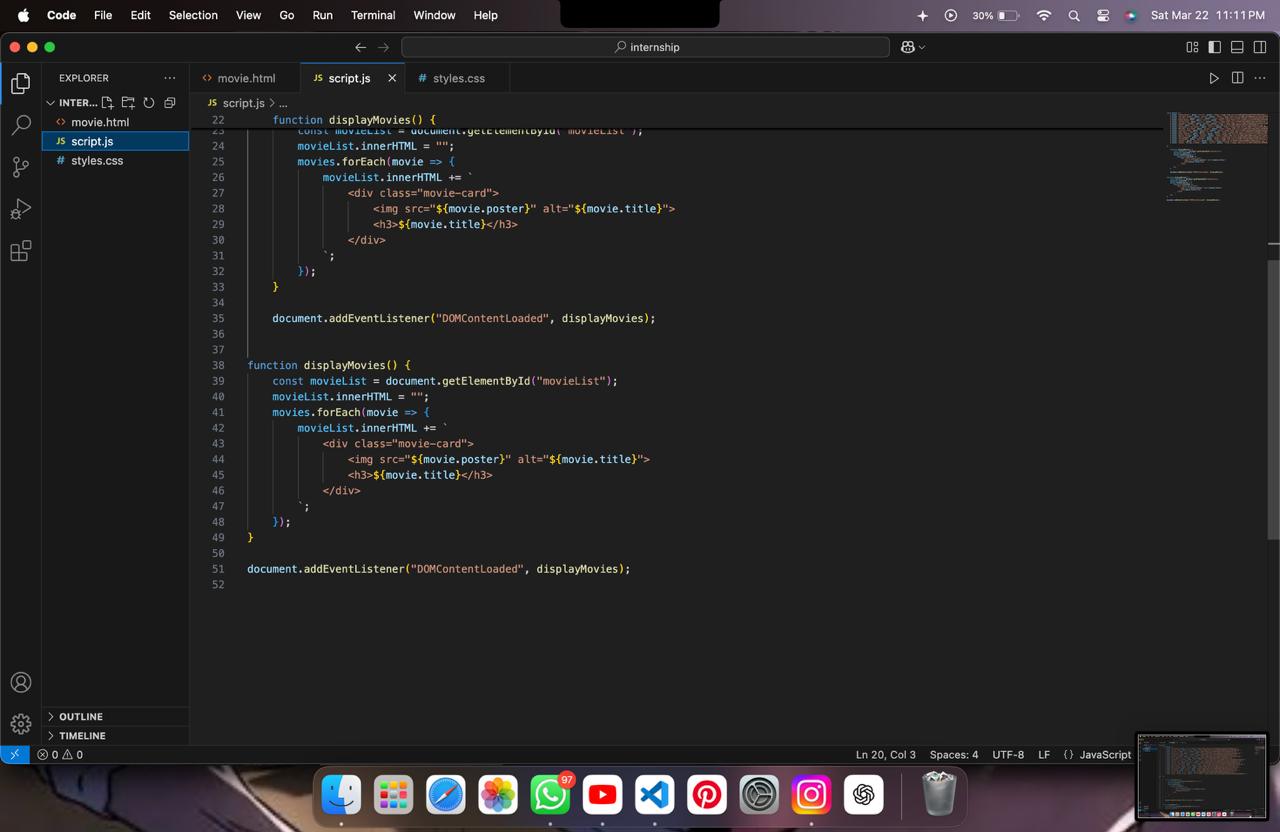 Code File Edit Selection View Go Run Terminal Window Help 30% Sat Mar 22 11:11 PM
internship
EXPLORER ...
movie.html script.js styles.css
INTER...
script.js > ...
movie.html
script.js
styles.css
22 function displayMovies() {
23 const movieList = document.getElementById("movieList");
24 movieList.innerHTML = "";
25 movies.forEach(movie => {
26 movieList.innerHTML += `
27 <div class="movie-card">
28 <img src="${movie.poster}" alt="${movie.title}">
29 <h3>${movie.title}</h3>
30 </div>
31 `;
32 });
33 }
34
35 document.addEventListener("DOMContentLoaded", displayMovies);
36
37
38 function displayMovies() {
39 const movieList = document.getElementById("movieList");
40 movieList.innerHTML = "";
41 movies.forEach(movie => {
42 movieList.innerHTML += `
43 <div class="movie-card">
44 <img src="${movie.poster}" alt="${movie.title}">
45 <h3>${movie.title}</h3>
46 </div>
47 `;
48 });
49 }
50
51 document.addEventListener("DOMContentLoaded", displayMovies);
52
OUTLINE
TIMELINE
0 0 Ln 20, Col 3 Spaces: 4 UTF-8 LF {} JavaScript
97